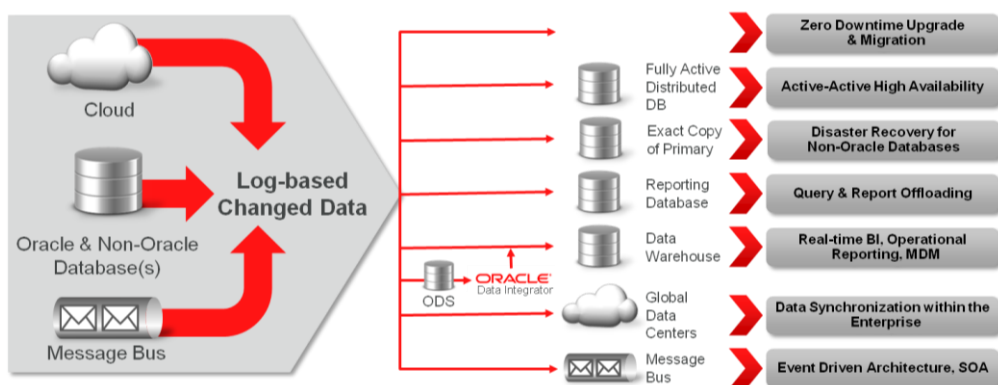 Cloud
Oracle & Non-Oracle
Database(s)
Message Bus
Log-based
Changed Data
ODS
ORACLE
Data Integrator
Zero Downtime Upgrade
& Migration
Fully Active
Distributed
DB
Active-Active High Availability
Exact Copy
of Primary
Disaster Recovery for
Non-Oracle Databases
Reporting
Database
Query & Report Offloading
Data
Warehouse
Real-time BI, Operational
Reporting, MDM
Global
Data
Centers
Data Synchronization within the
Enterprise
Message
Bus
Event Driven Architecture, SOA